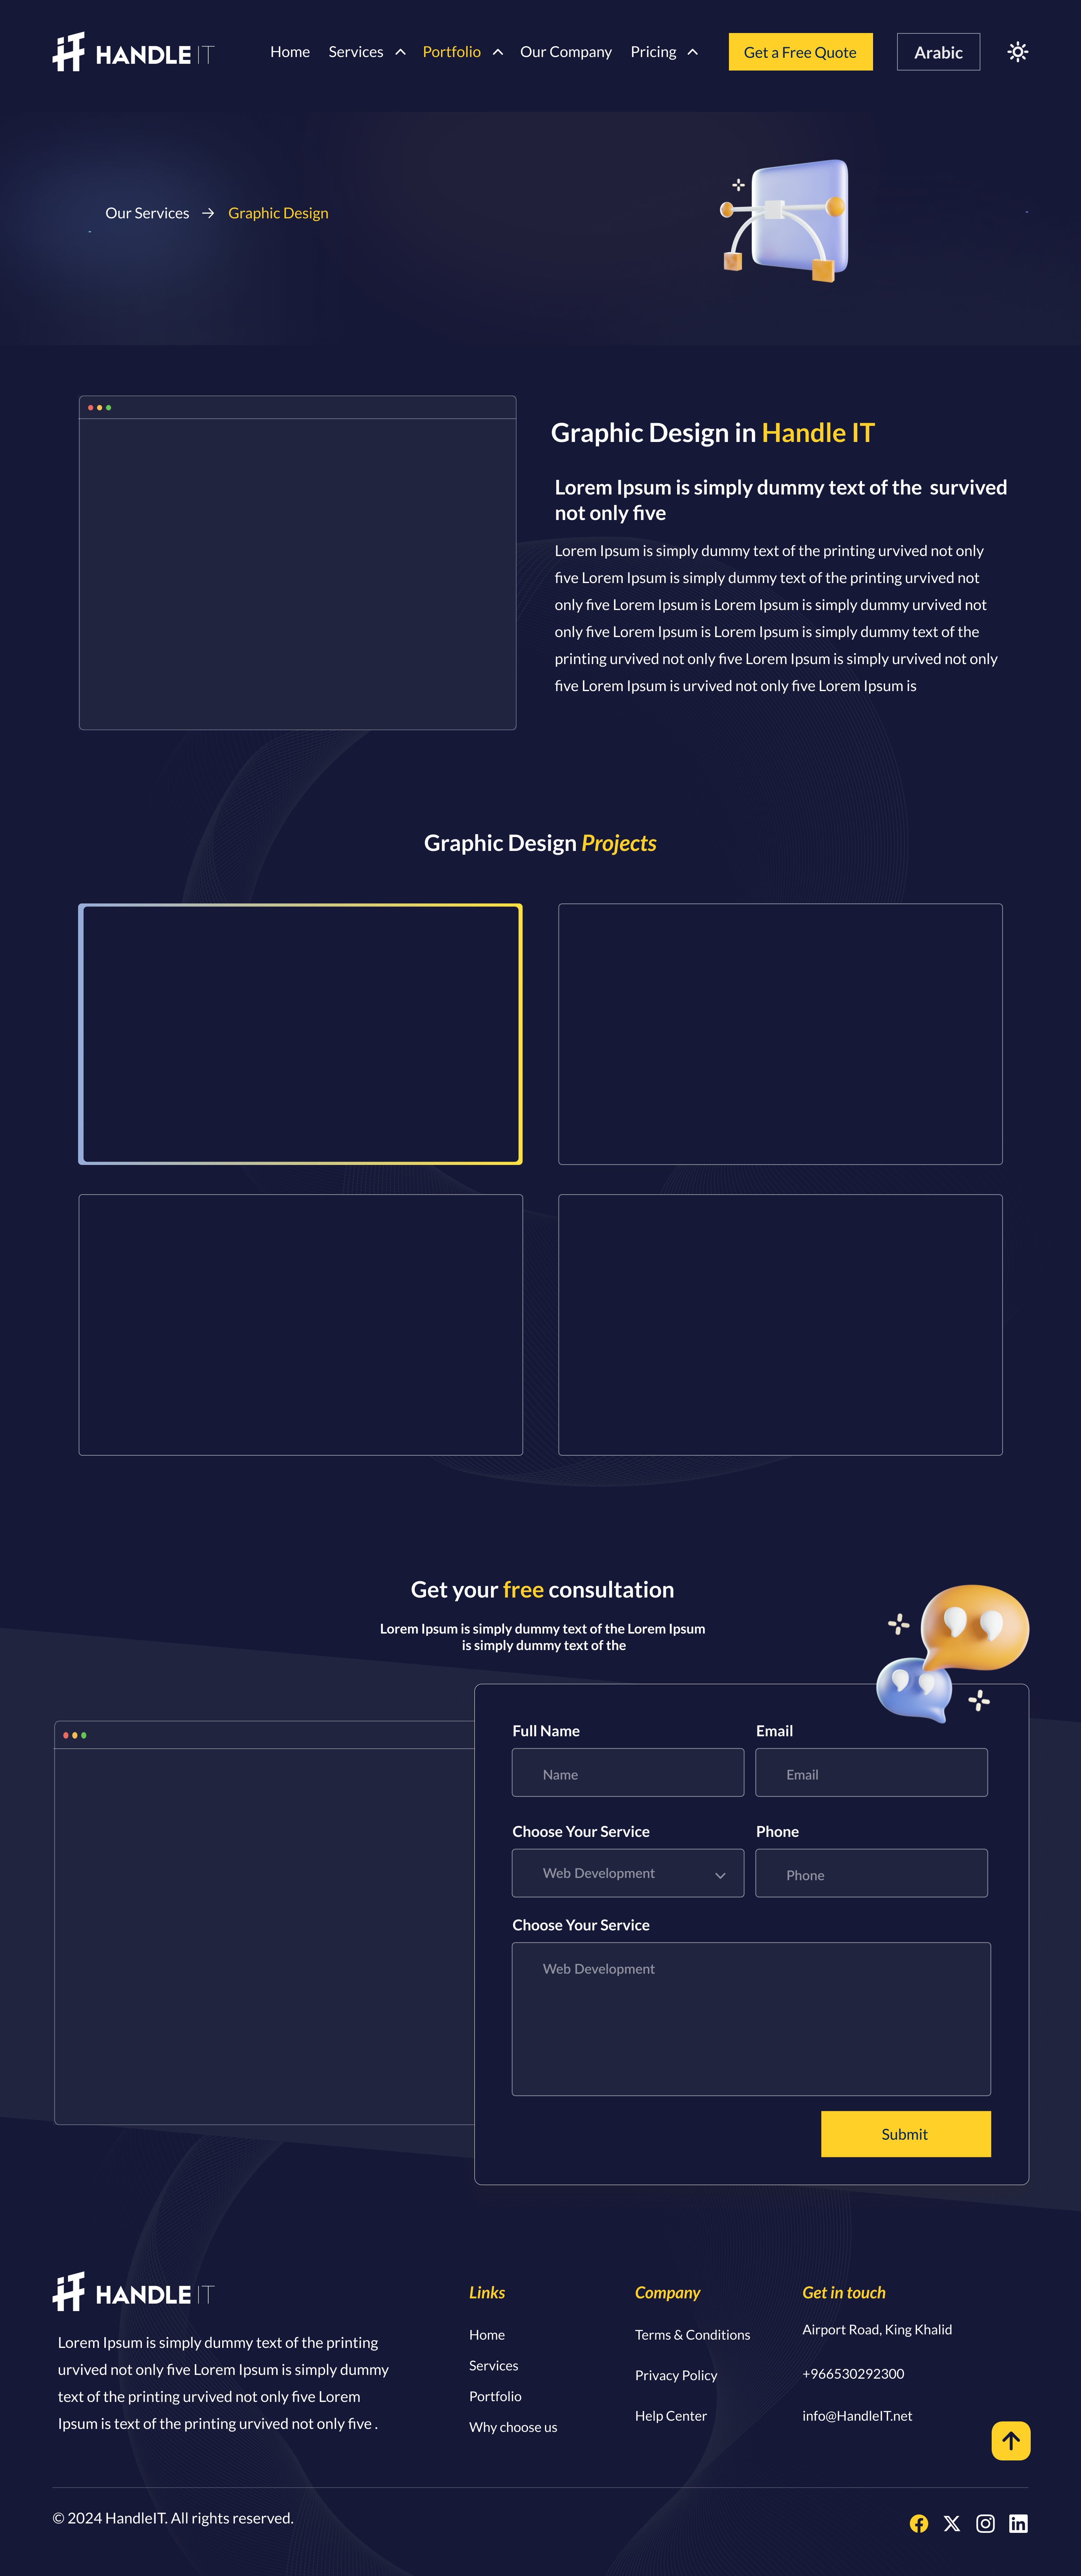 HANDLE IT
Home Services Portfolio Our Company Pricing Get a Free Quote Arabic
Our Services → Graphic Design
Graphic Design in Handle IT
Lorem Ipsum is simply dummy text of the survived
not only five
Lorem Ipsum is simply dummy text of the printing urvived not only
five Lorem Ipsum is simply dummy text of the printing urvived not
only five Lorem Ipsum is Lorem Ipsum is simply dummy urvived not
only five Lorem Ipsum is Lorem Ipsum is simply dummy text of the
printing urvived not only five Lorem Ipsum is simply urvived not only
five Lorem Ipsum is urvived not only five Lorem Ipsum is
Graphic Design Projects
Get your free consultation
Lorem Ipsum is simply dummy text of the Lorem Ipsum
is simply dummy text of the
Full Name Email
Name Email
Choose Your Service Phone
Web Development Phone
Choose Your Service
Web Development
Submit
HANDLE IT
Lorem Ipsum is simply dummy text of the printing
urvived not only five Lorem Ipsum is simply dummy
text of the printing urvived not only five Lorem
Ipsum is text of the printing urvived not only five .
Links
Home
Services
Portfolio
Why choose us
Company
Terms & Conditions
Privacy Policy
Help Center
Get in touch
Airport Road, King Khalid
+966530292300
info@HandleIT.net
© 2024 HandleIT. All rights reserved.